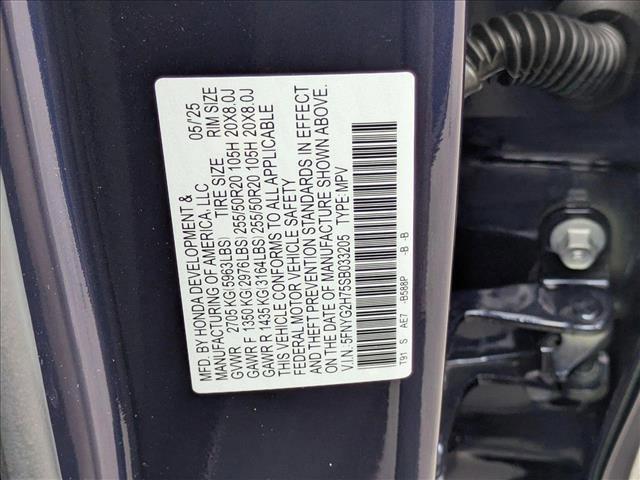 MFD. BY HONDA DEVELOPMENT & 05/'25
MANUFACTURING OF AMERICA, LLC
TIRE SIZE RIM SIZE
GVWR 2705 KG(5963LBS)
GAWR F 1350 KG(2976LBS) 255/50R20 105H 20X8.0J
GAWR R 1435 KG(3164LBS) 255/50R20 105H 20X8.0J
THIS VEHICLE CONFORMS TO ALL APPLICABLE
FEDERAL MOTOR VEHICLE SAFETY
AND THEFT PREVENTION STANDARDS IN EFFECT
ON THE DATE OF MANUFACTURE SHOWN ABOVE.
V.I.N.: 5FNYG2H75SB033205 TYPE: MPV
T91 S AE7 -B588P -B -B